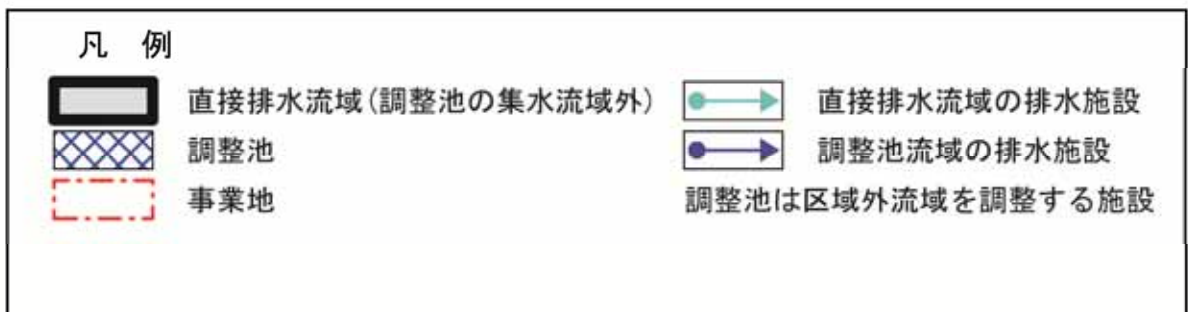 凡 例
直接排水流域（調整池の集水流域外）
調整池
事業地
直接排水流域の排水施設
調整池流域の排水施設
調整池は区域外流域を調整する施設